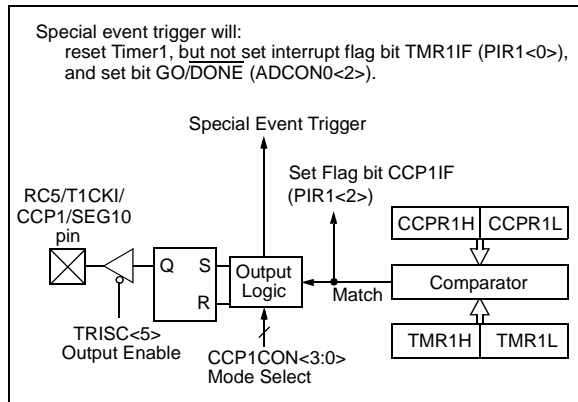 Special event trigger will:
reset Timer1, but not set interrupt flag bit TMR1IF (PIR1<0>),
and set bit GO/DONE (ADCON0<2>).
Special Event Trigger
Set Flag bit CCP1IF
(PIR1<2>)
RC5/T1CKI/
CCP1/SEG10
pin
CCPR1H CCPR1L
Q S
R
Output
Logic
Match
Comparator
TRISC<5>
Output Enable
CCP1CON<3:0>
Mode Select
TMR1H TMR1L